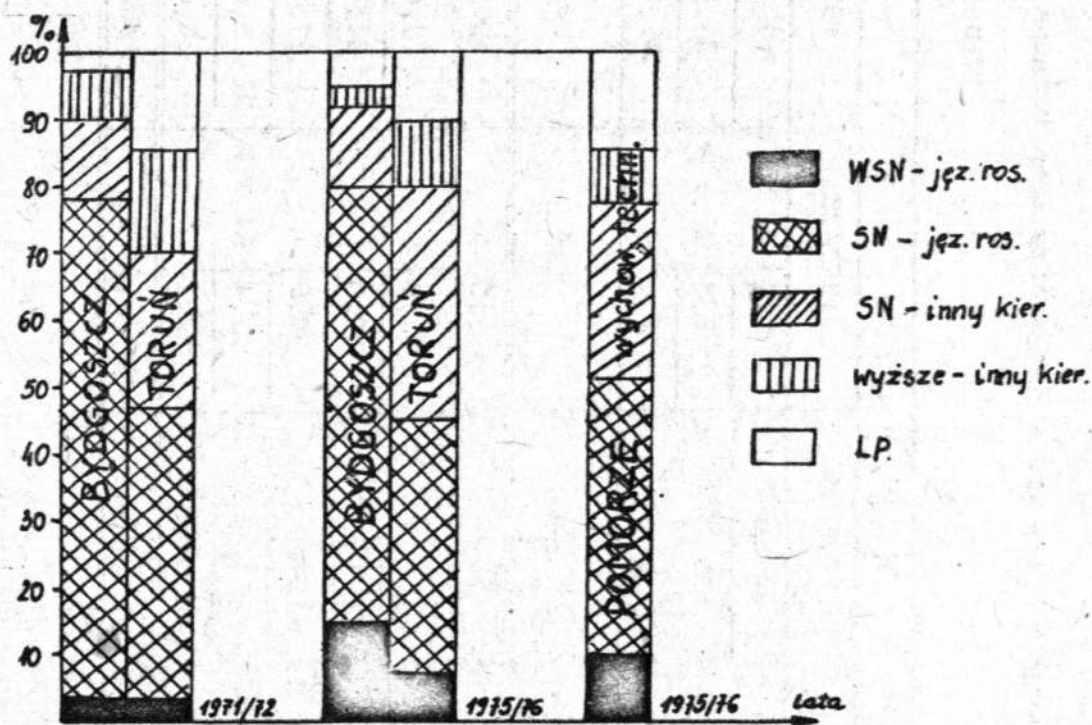 %
100
90
80
70
60
50
40
30
20
10
BYDGOSZCZ
TORUŃ
1971/72
BYDGOSZCZ
TORUŃ
1975/76
POMORZE
wychow. techn.
1975/76
lata
WSN - jęz. ros.
SN - jęz. ros.
SN - inny kier.
wyższe - inny kier.
LP.